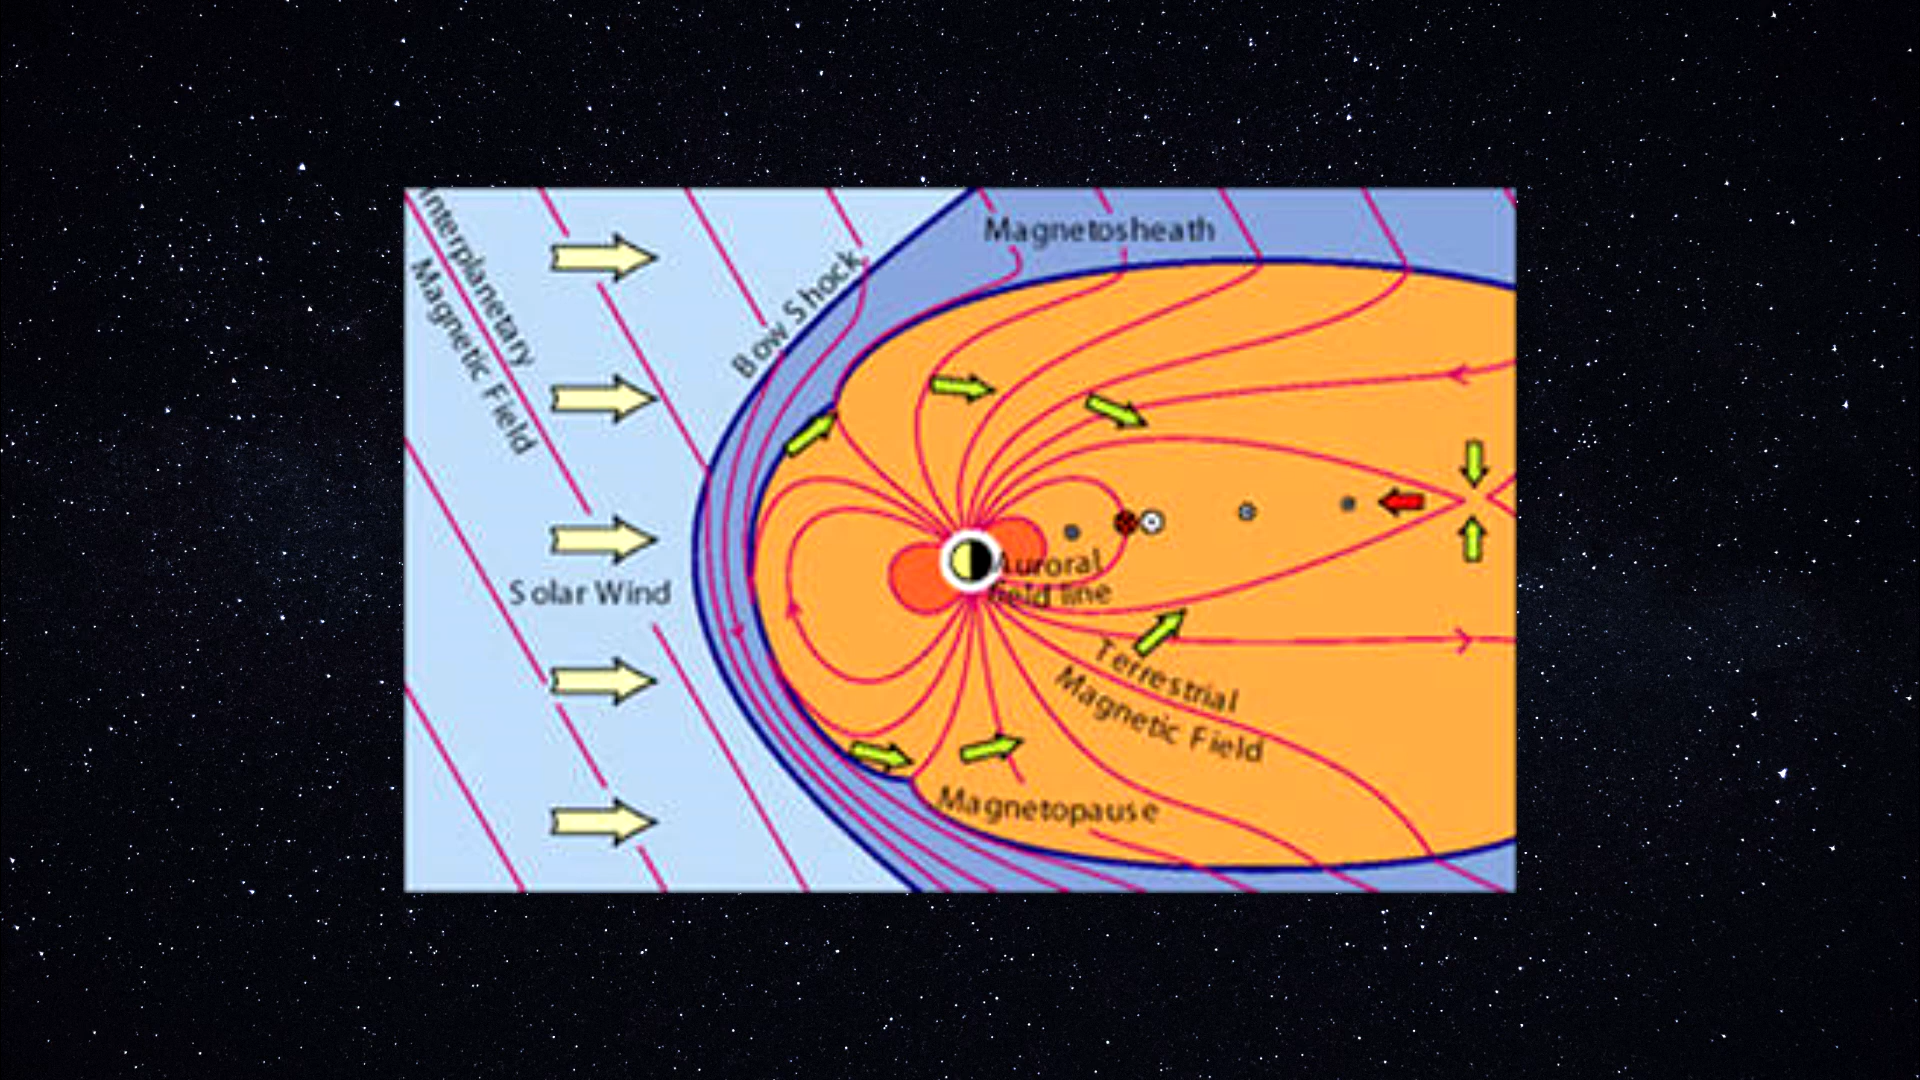 Interplanetary
Magnetic Field
Magnetosheath
Bow Shock
Solar Wind
Auroral
field line
Terrestrial
Magnetic Field
Magnetopause